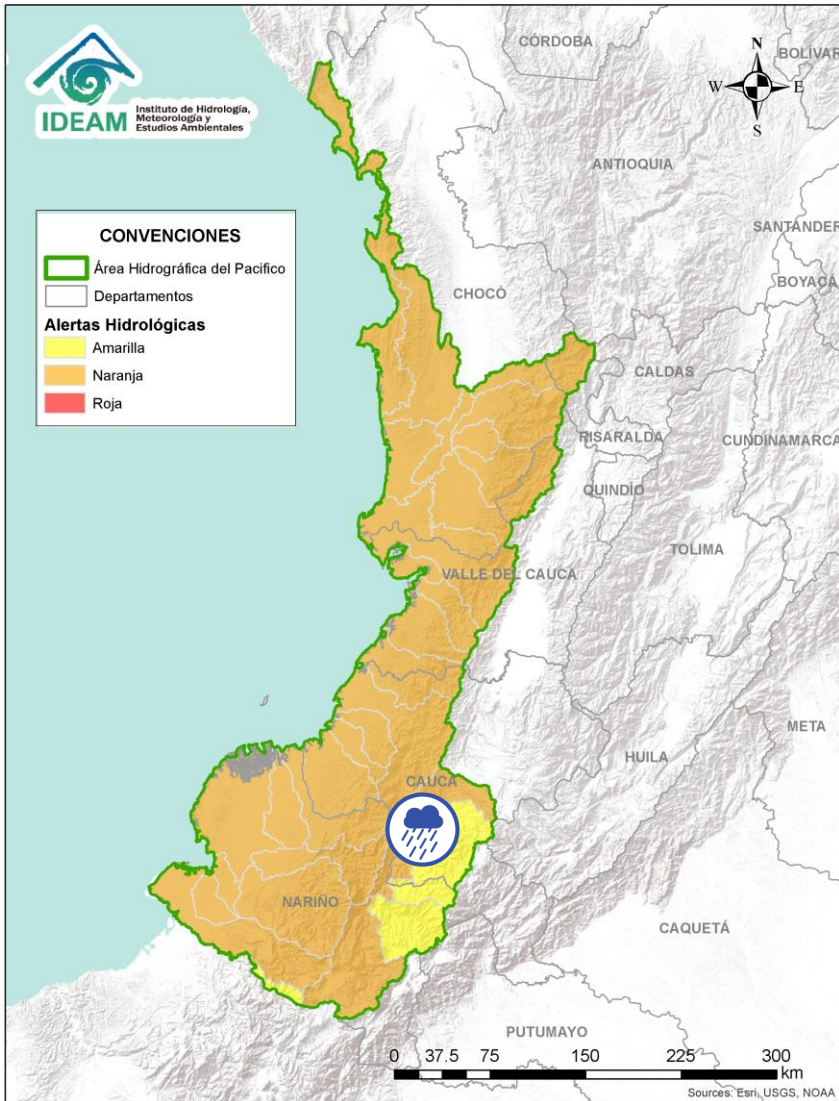 IDEAM
Instituto de Hidrología,
Meteorología y
Estudios Ambientales
CÓRDOBA
BOLÍVAR
N
W
E
S
ANTIOQUIA
SANTANDER
BOYACÁ
CONVENCIONES
Área Hidrográfica del Pacifico
Departamentos
Alertas Hidrológicas
Amarilla
Naranja
Roja
CHOCÓ
CALDAS
RISARALDA
CUNDINAMARCA
QUINDÍO
TOLIMA
VALLE DEL CAUCA
META
HUILA
CAUCA
NARIÑO
CAQUETÁ
PUTUMAYO
0 37.5 75 150 225 300
km
Sources: Esri, USGS, NOAA